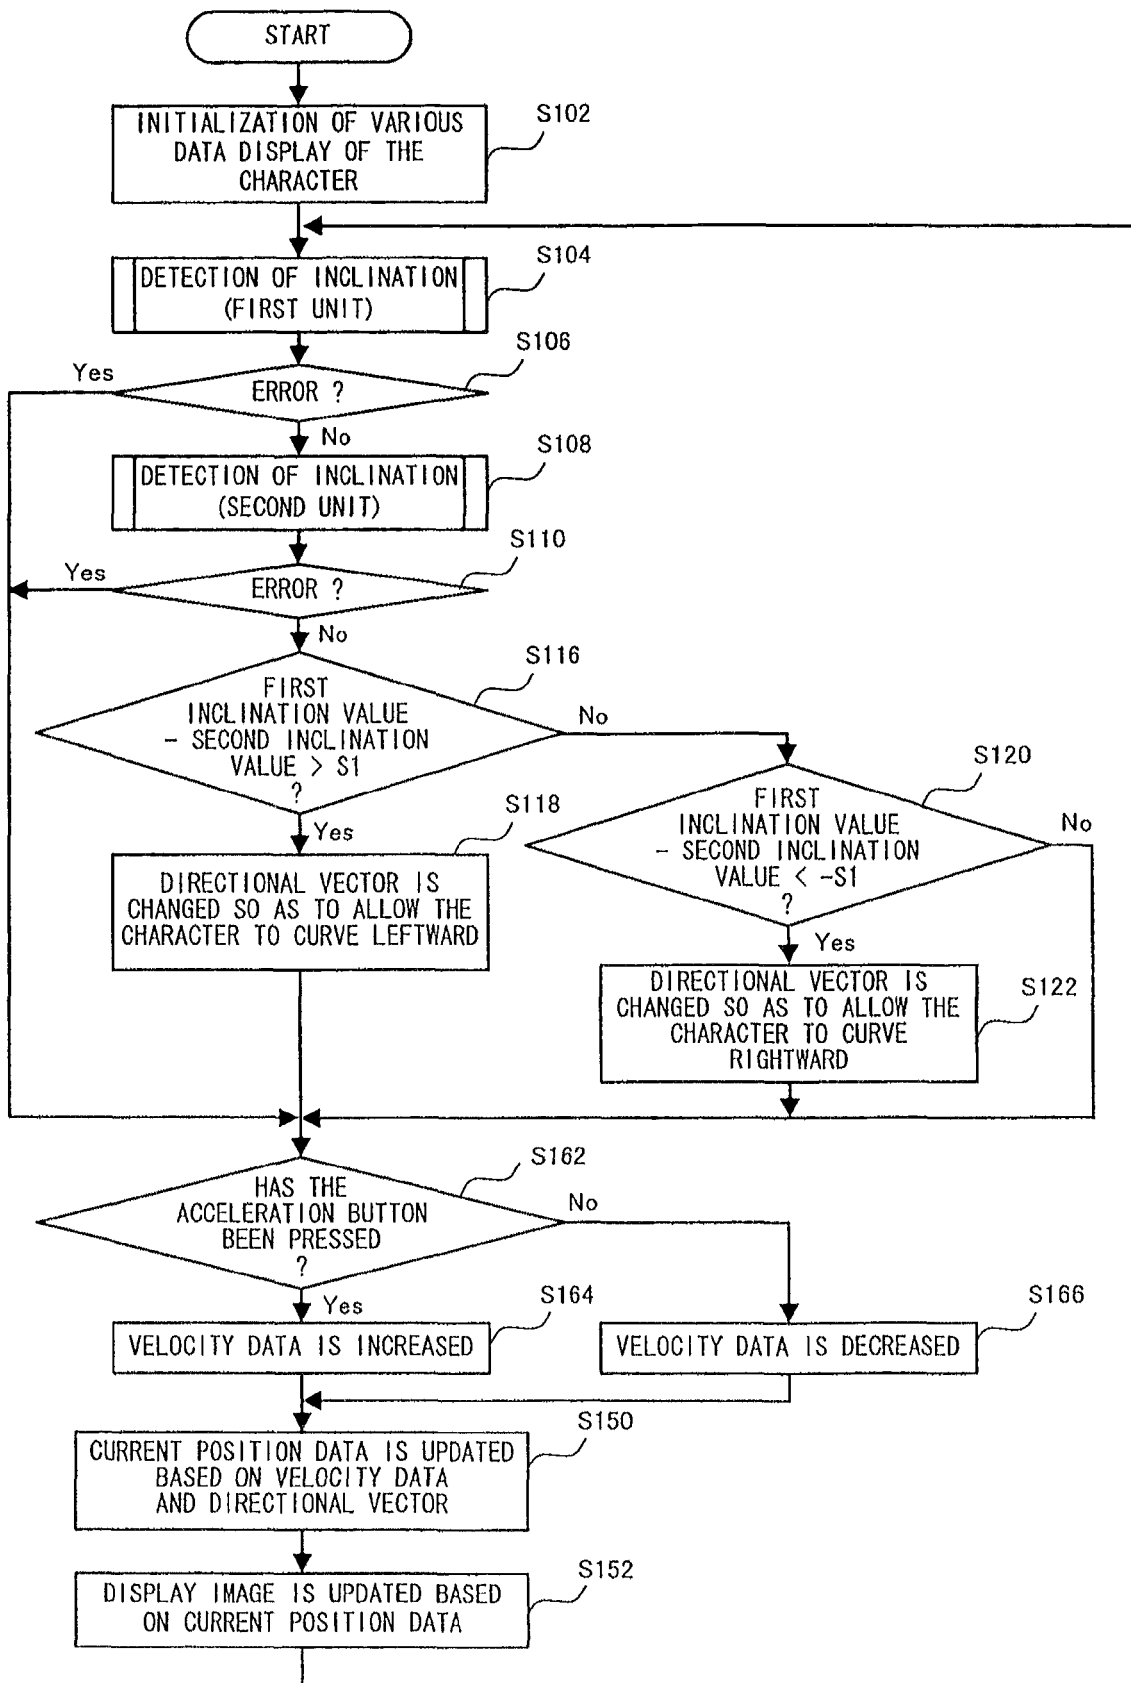 START
INITIALIZATION OF VARIOUS
DATA DISPLAY OF THE
CHARACTER
S102
DETECTION OF INCLINATION
(FIRST UNIT)
S104
ERROR ?
S106
Yes
No
DETECTION OF INCLINATION
(SECOND UNIT)
S108
ERROR ?
S110
Yes
No
FIRST
INCLINATION VALUE
- SECOND INCLINATION
VALUE > S1
?
S116
No
Yes
DIRECTIONAL VECTOR IS
CHANGED SO AS TO ALLOW THE
CHARACTER TO CURVE LEFTWARD
S118
FIRST
INCLINATION VALUE
- SECOND INCLINATION
VALUE < -S1
?
S120
No
Yes
DIRECTIONAL VECTOR IS
CHANGED SO AS TO ALLOW THE
CHARACTER TO CURVE
RIGHTWARD
S122
HAS THE
ACCELERATION BUTTON
BEEN PRESSED
?
S162
No
Yes
VELOCITY DATA IS INCREASED
S164
VELOCITY DATA IS DECREASED
S166
CURRENT POSITION DATA IS UPDATED
BASED ON VELOCITY DATA
AND DIRECTIONAL VECTOR
S150
DISPLAY IMAGE IS UPDATED BASED
ON CURRENT POSITION DATA
S152